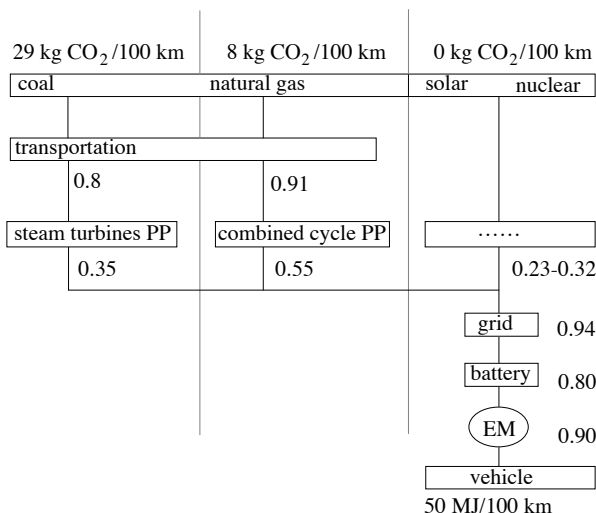 29 kg CO2/100 km 8 kg CO2/100 km 0 kg CO2/100 km
coal natural gas solar nuclear
transportation
0.8 0.91
steam turbines PP combined cycle PP ......
0.35 0.55 0.23-0.32
grid 0.94
battery 0.80
EM 0.90
vehicle
50 MJ/100 km